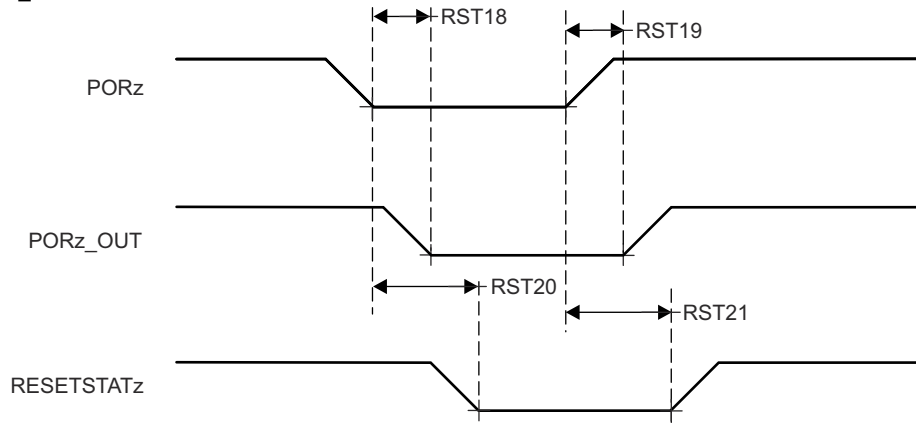 RST18
RST19
PORz
PORz_OUT
RST20
RST21
RESETSTATz